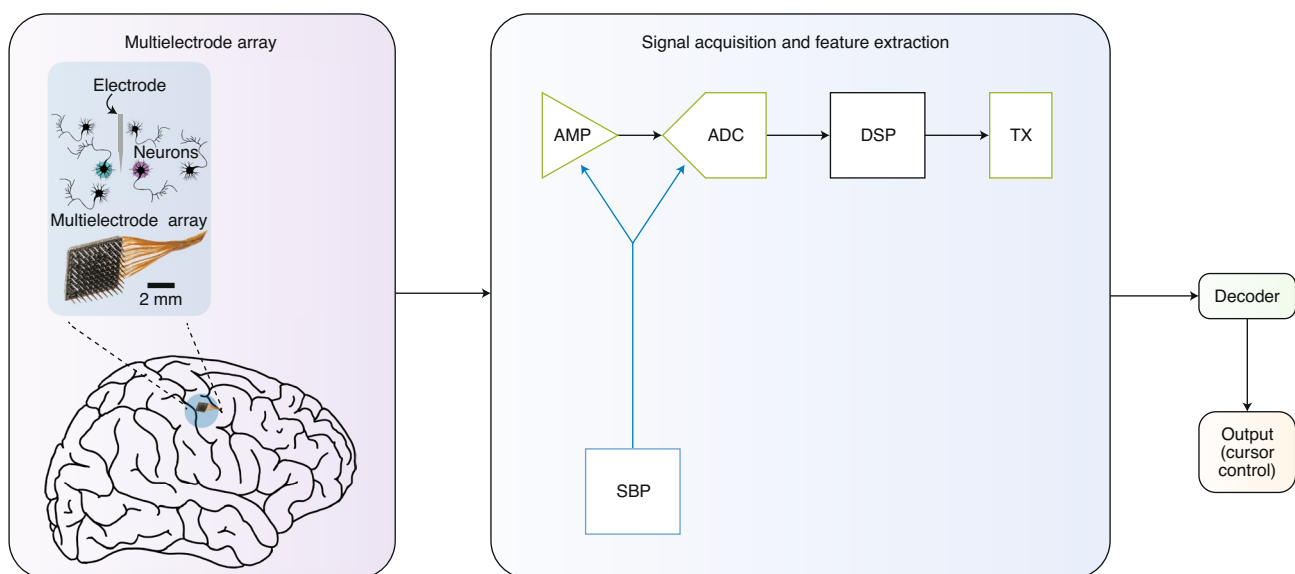 Multielectrode array
Electrode
Neurons
Multielectrode array
2 mm
Signal acquisition and feature extraction
AMP
ADC
DSP
TX
SBP
Decoder
Output
(cursor
control)